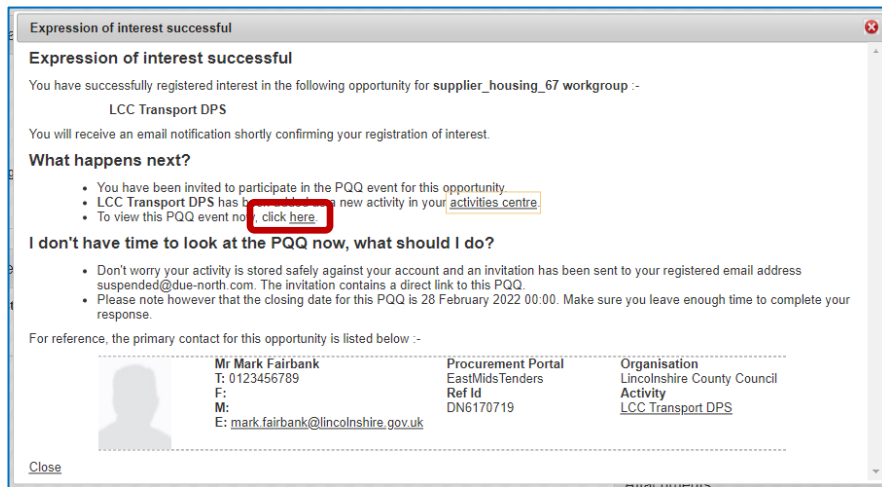 Expression of interest successful
Expression of interest successful
You have successfully registered interest in the following opportunity for supplier_housing_67 workgroup :-
LCC Transport DPS
You will receive an email notification shortly confirming your registration of interest.
What happens next?
• You have been invited to participate in the PQQ event for this opportunity.
• LCC Transport DPS has been added as a new activity in your activities centre.
• To view this PQQ event now, click here.
I don't have time to look at the PQQ now, what should I do?
• Don't worry your activity is stored safely against your account and an invitation has been sent to your registered email address
suspended@due-north.com. The invitation contains a direct link to this PQQ.
• Please note however that the closing date for this PQQ is 28 February 2022 00:00. Make sure you leave enough time to complete your
response.
For reference, the primary contact for this opportunity is listed below :-
Mr Mark Fairbank Procurement Portal Organisation
T: 0123456789 EastMidsTenders Lincolnshire County Council
F: Ref Id Activity
M: DN6170719 LCC Transport DPS
E: mark.fairbank@lincolnshire.gov.uk
Close